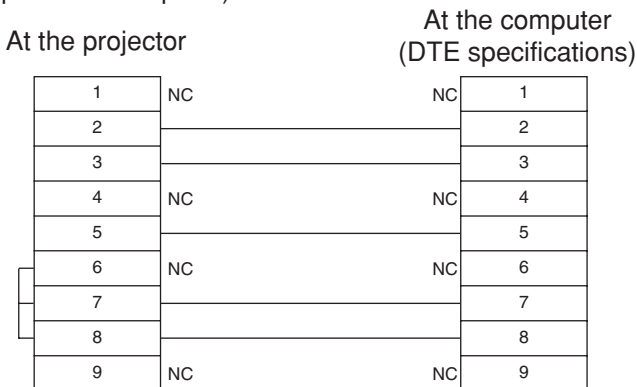 At the projector
At the computer
(DTE specifications)
1 NC NC 1
2 2
3 3
4 NC NC 4
5 5
6 NC NC 6
7 7
8 8
9 NC NC 9